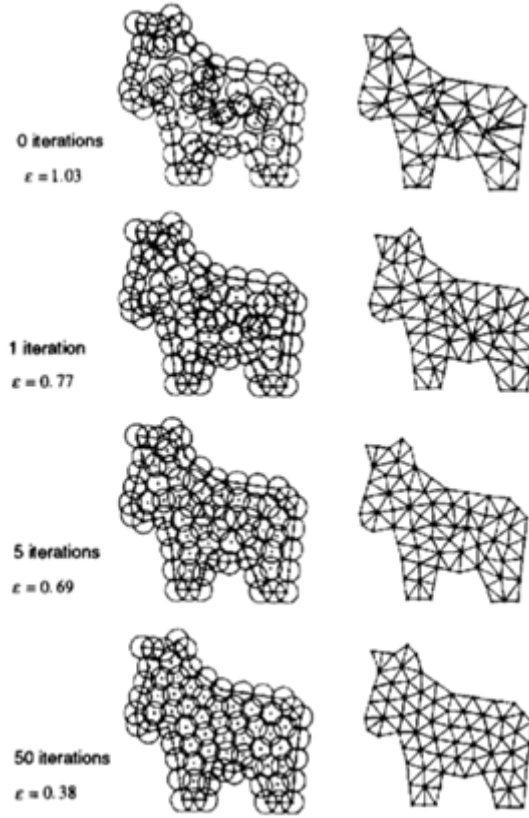 0 iterations
ε = 1.03
1 iteration
ε = 0.77
5 iterations
ε = 0.69
50 iterations
ε = 0.38